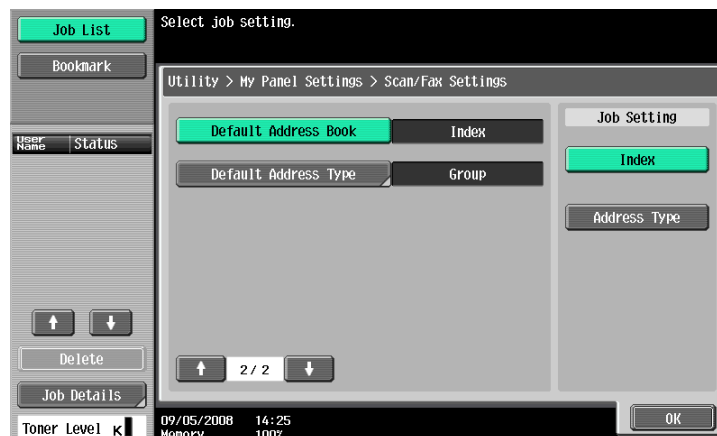 Job List
Bookmark
Select job setting.
Utility > My Panel Settings > Scan/Fax Settings
User Name Status
Default Address Book Index
Default Address Type Group
Job Setting
Index
Address Type
Delete
Job Details
Toner Level K
2/ 2
09/05/2008 14:25
Memory 100%
OK